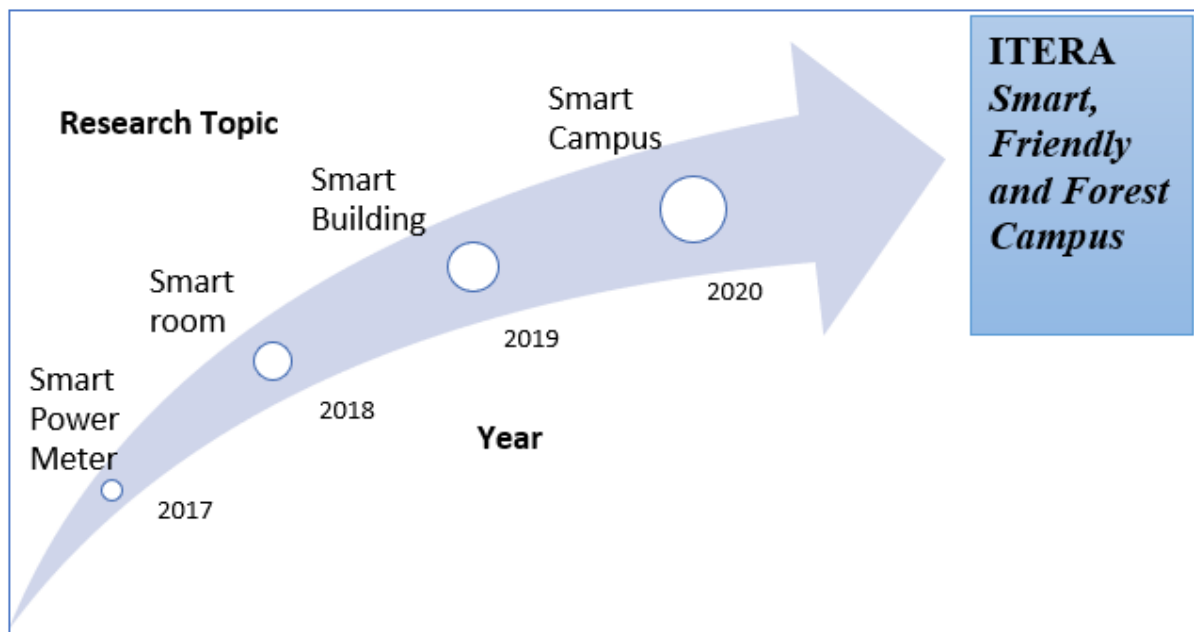 Research Topic
Smart
Power
Meter
2017
Smart
room
2018
Smart
Building
2019
Smart
Campus
2020
Year
ITERA
Smart,
Friendly
and Forest
Campus